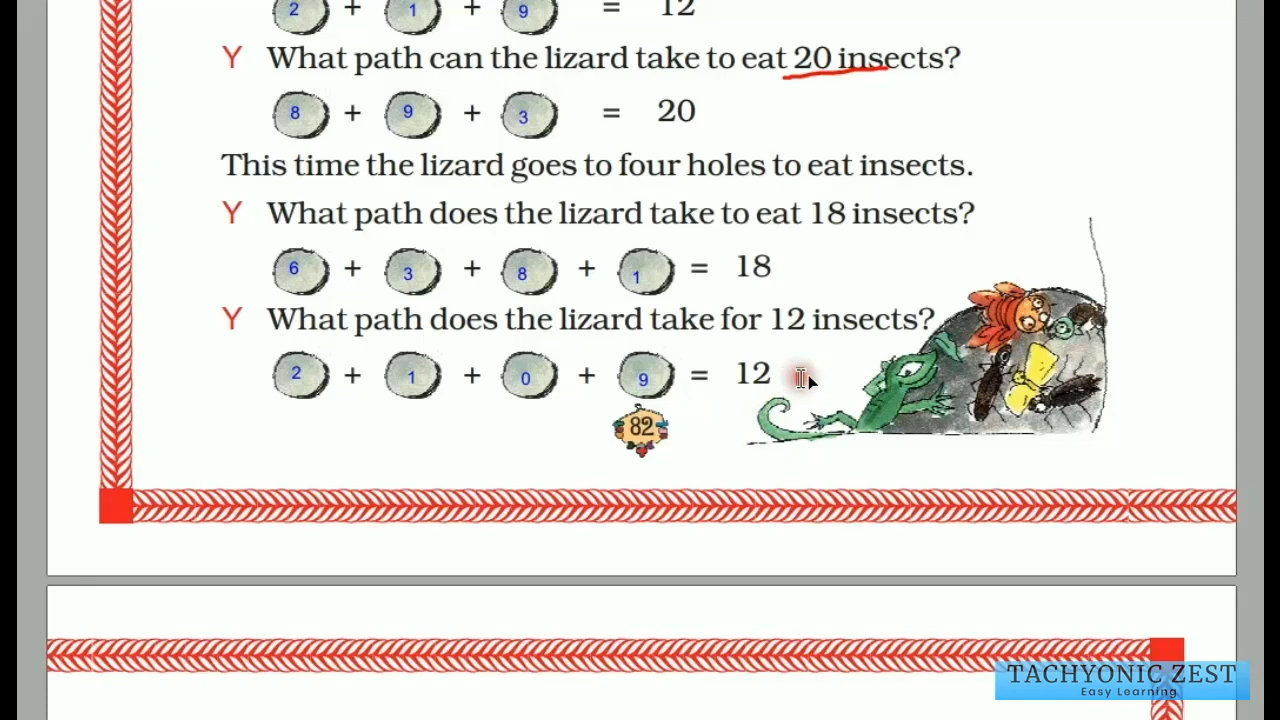 2 + 1 + 9 = 12
Y What path can the lizard take to eat 20 insects?
8 + 9 + 3 = 20
This time the lizard goes to four holes to eat insects.
Y What path does the lizard take to eat 18 insects?
6 + 3 + 8 + 1 = 18
Y What path does the lizard take for 12 insects?
2 + 1 + 0 + 9 = 12
82
TACHYONIC ZEST
Easy Learning